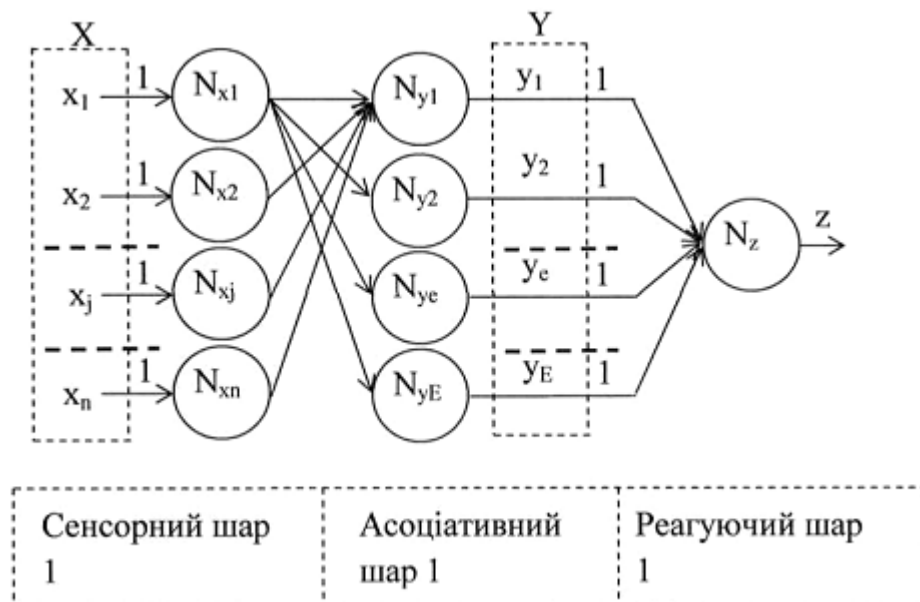 X Y
x1 1 Nx1 Ny1 y1 1
x2 1 Nx2 Ny2 y2 1
Nz z
xj 1 Nxj Nye ye 1
xn 1 Nxn NyE yE 1
Сенсорний шар Асоціативний Реагуючий шар
1 шар 1 1